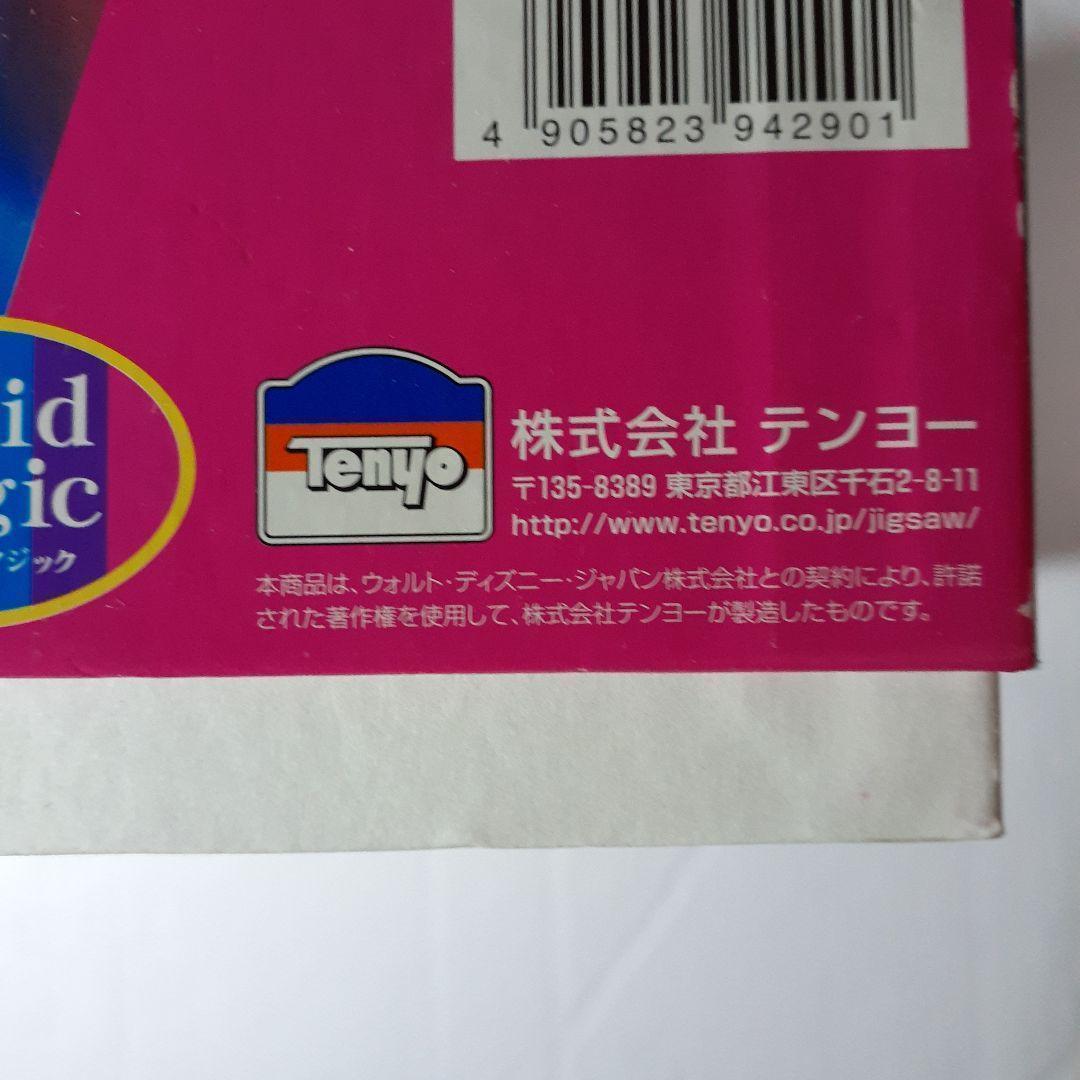 4 905823 942901
id
gic
マジック
Tenyo
株式会社 テンヨー
〒135-8389 東京都江東区千石2-8-11
http://www.tenyo.co.jp/jigsaw/
本商品は、ウォルト・ディズニー・ジャパン株式会社との契約により、許諾
された著作権を使用して、株式会社テンヨーが製造したものです。